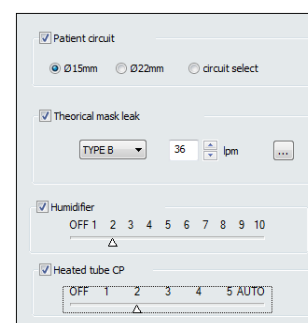 Patient circuit
Ø15mm Ø22mm circuit select
Theorical mask leak
TYPE B 36 lpm ...
Humidifier
OFF 1 2 3 4 5 6 7 8 9 10
Heated tube CP
OFF 1 2 3 4 5 AUTO